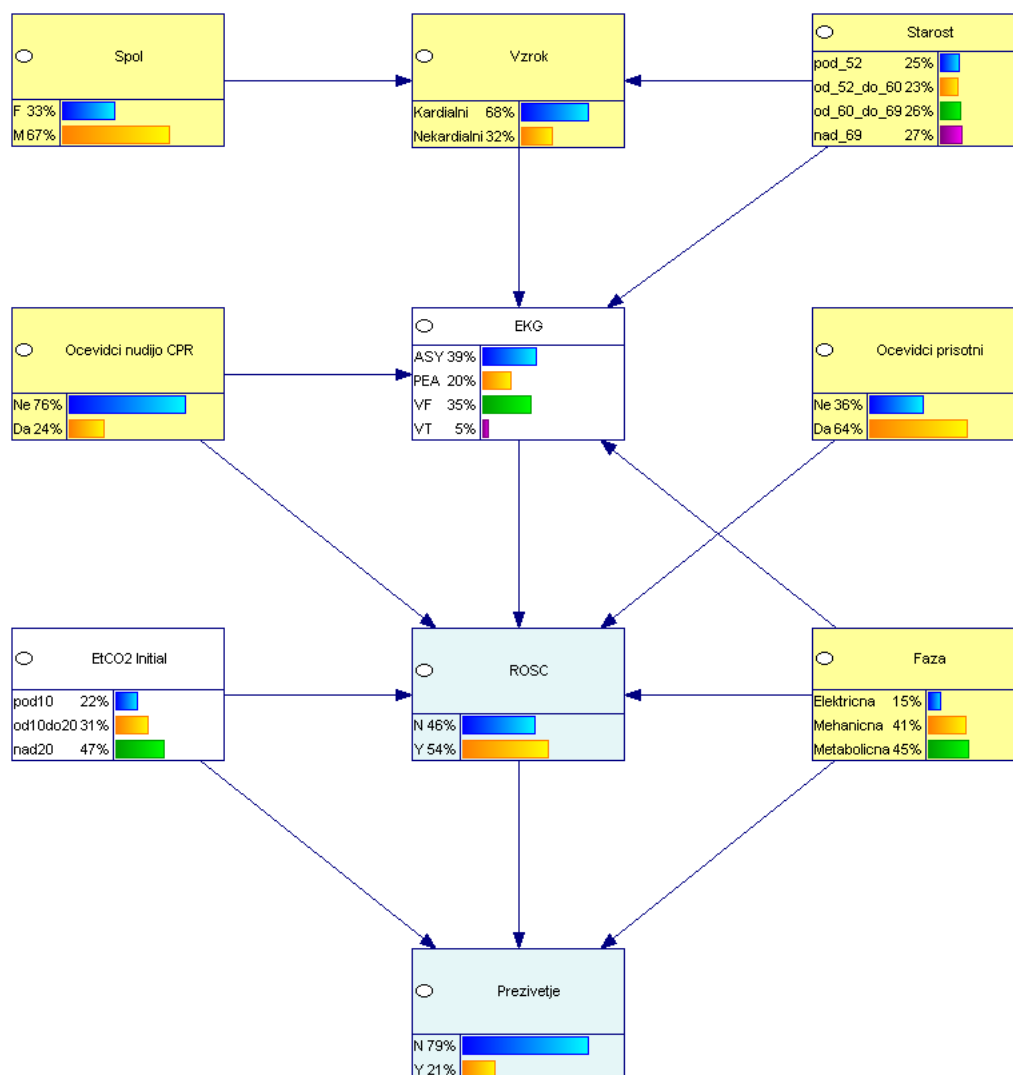 Spol
F 33%
M 67%
Vzrok
Kardialni 68%
Nekardialni 32%
Starost
pod_52 25%
od_52_do_60 23%
od_60_do_69 26%
nad_69 27%
Ocevidci nudijo CPR
Ne 76%
Da 24%
EKG
ASY 39%
PEA 20%
VF 35%
VT 5%
Ocevidci prisotni
Ne 36%
Da 64%
EtCO2 Initial
pod10 22%
od10do20 31%
nad20 47%
ROSC
N 46%
Y 54%
Faza
Elektricna 15%
Mehanicna 41%
Metabolicna 45%
Prezivetje
N 79%
Y 21%